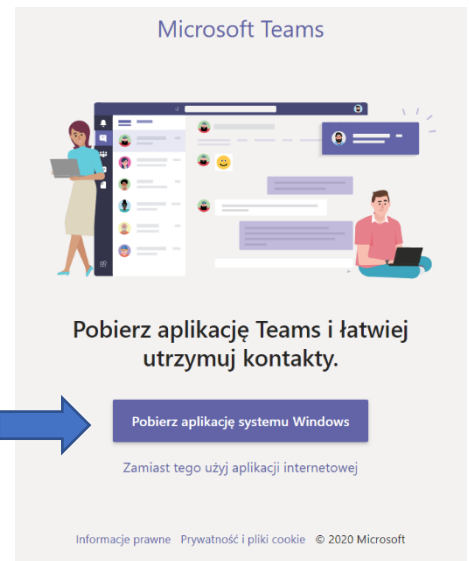 Microsoft Teams
Pobierz aplikację Teams i łatwiej
utrzymuj kontakty.
Pobierz aplikację systemu Windows
Zamiast tego użyj aplikacji internetowej
Informacje prawne Prywatność i pliki cookie © 2020 Microsoft